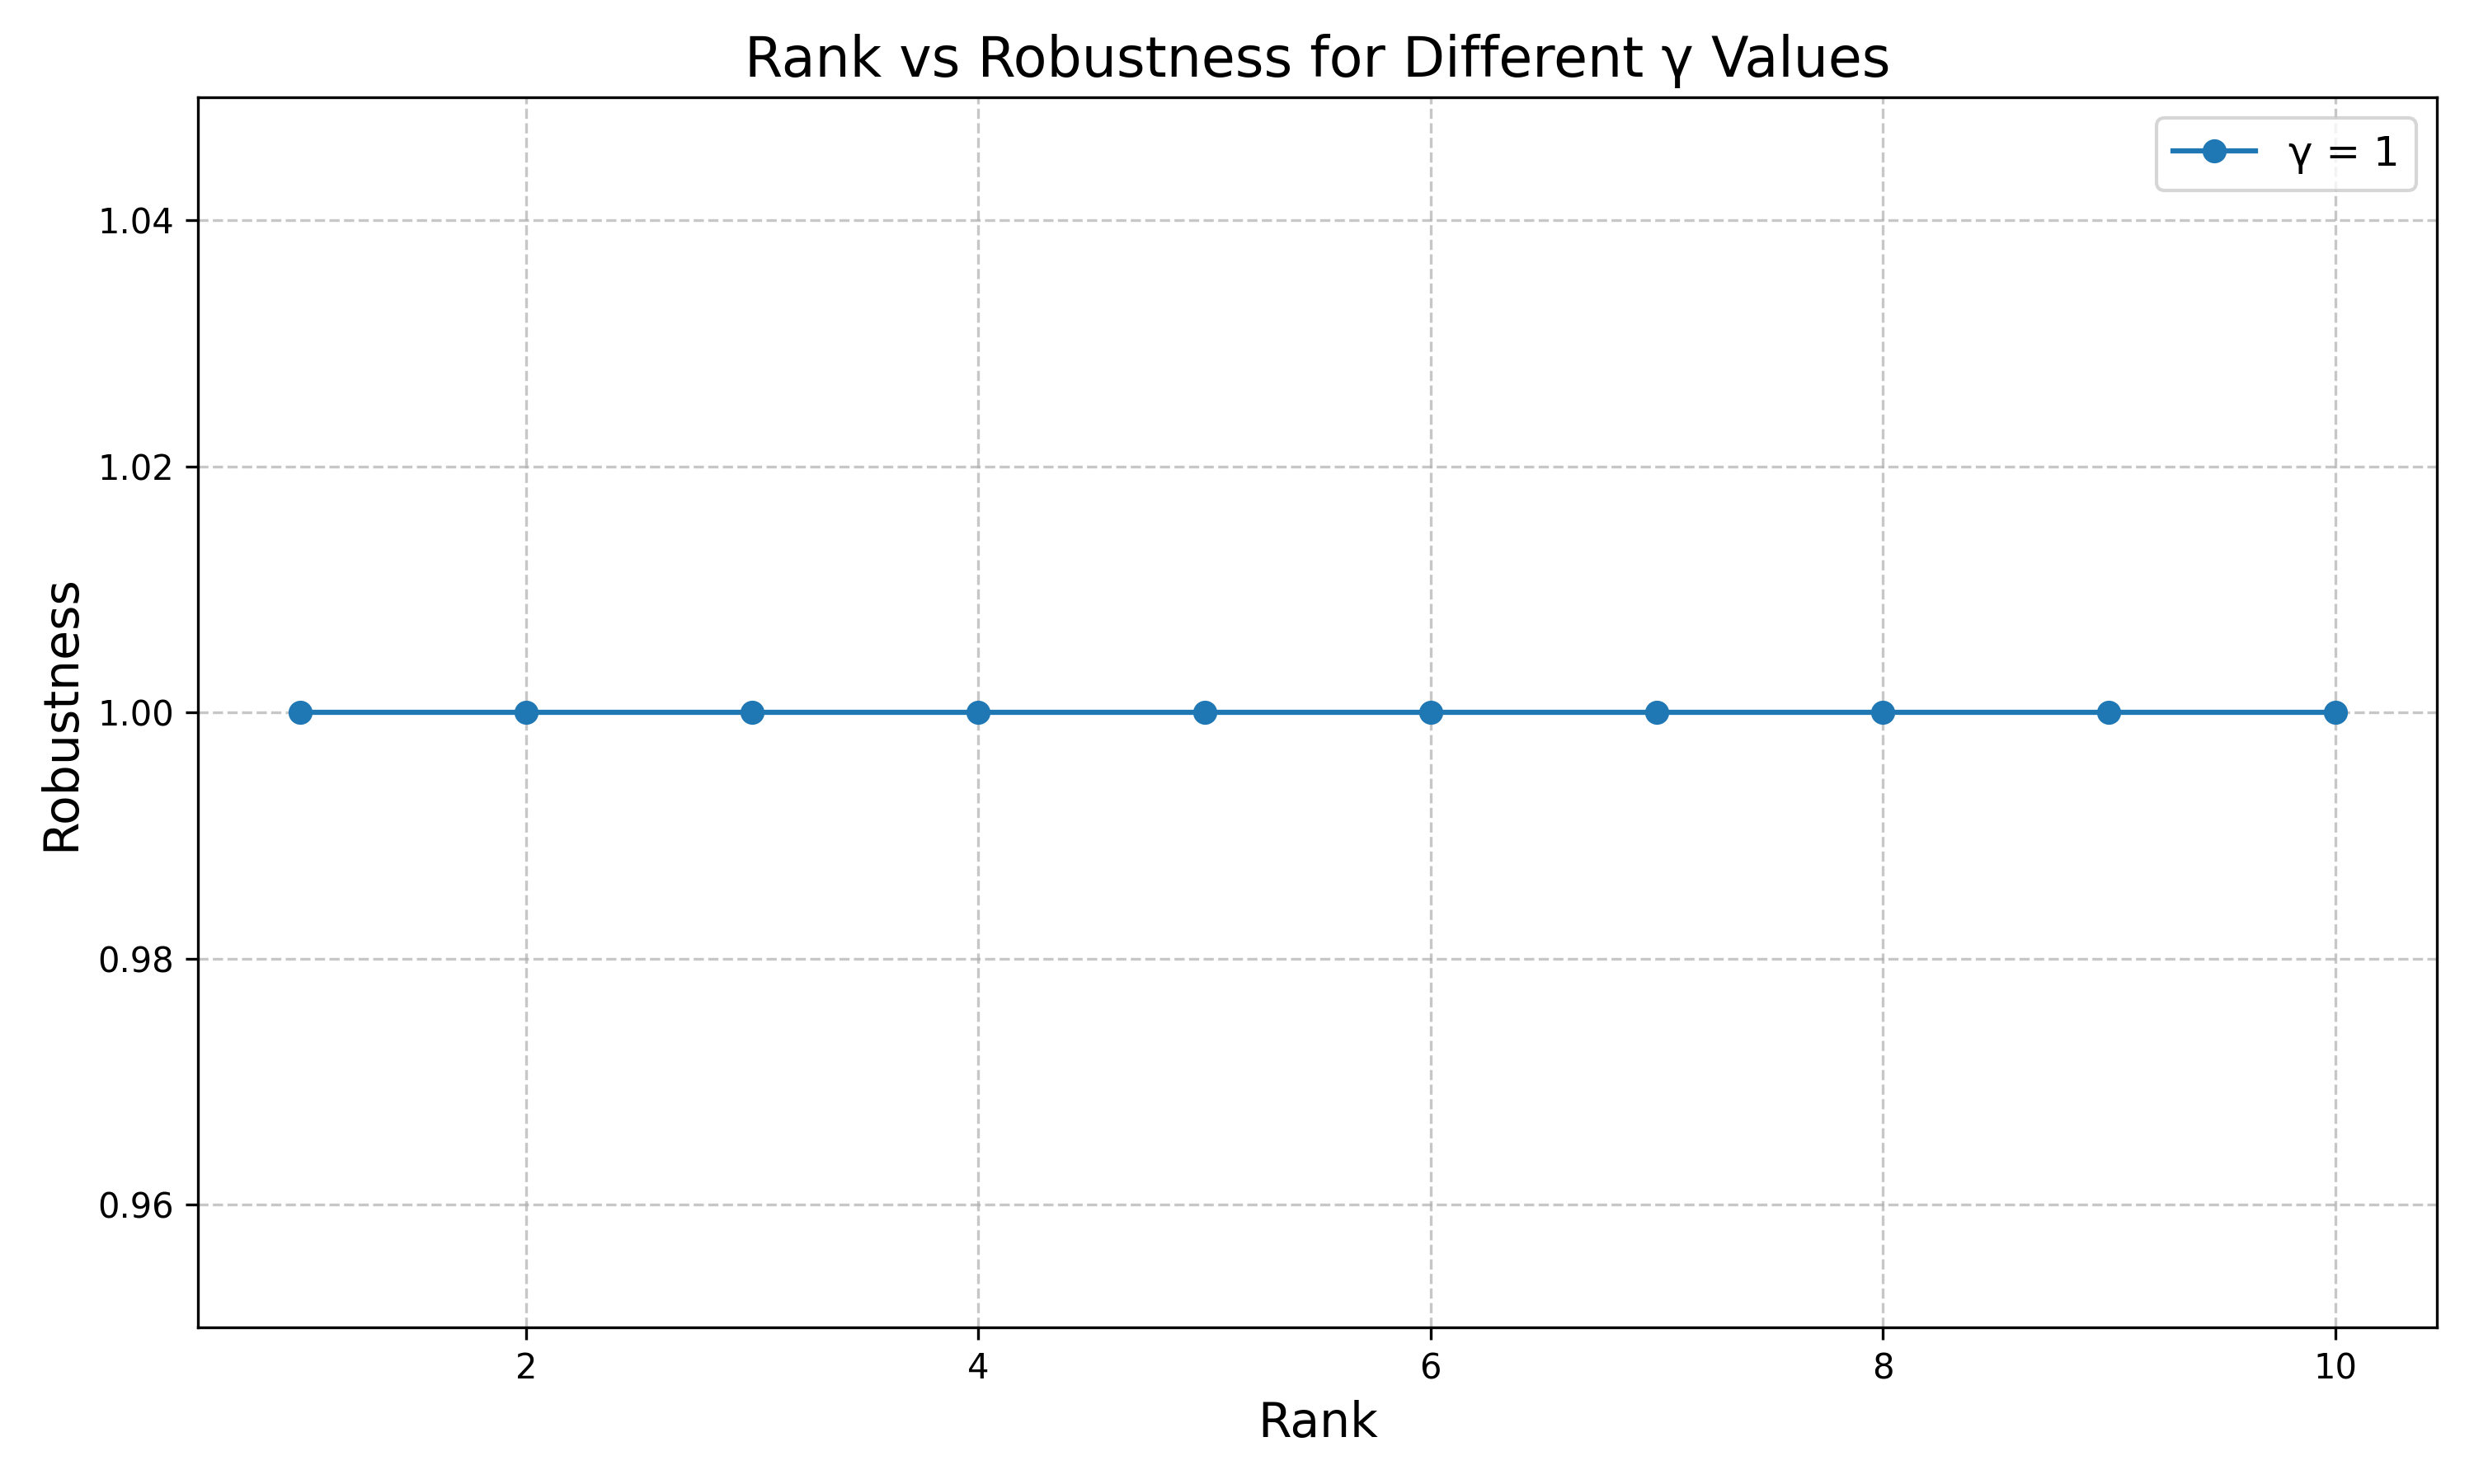 Rank vs Robustness for Different γ Values
γ = 1
1.04
1.02
1.00
0.98
0.96
Robustness
2 4 6 8 10
Rank